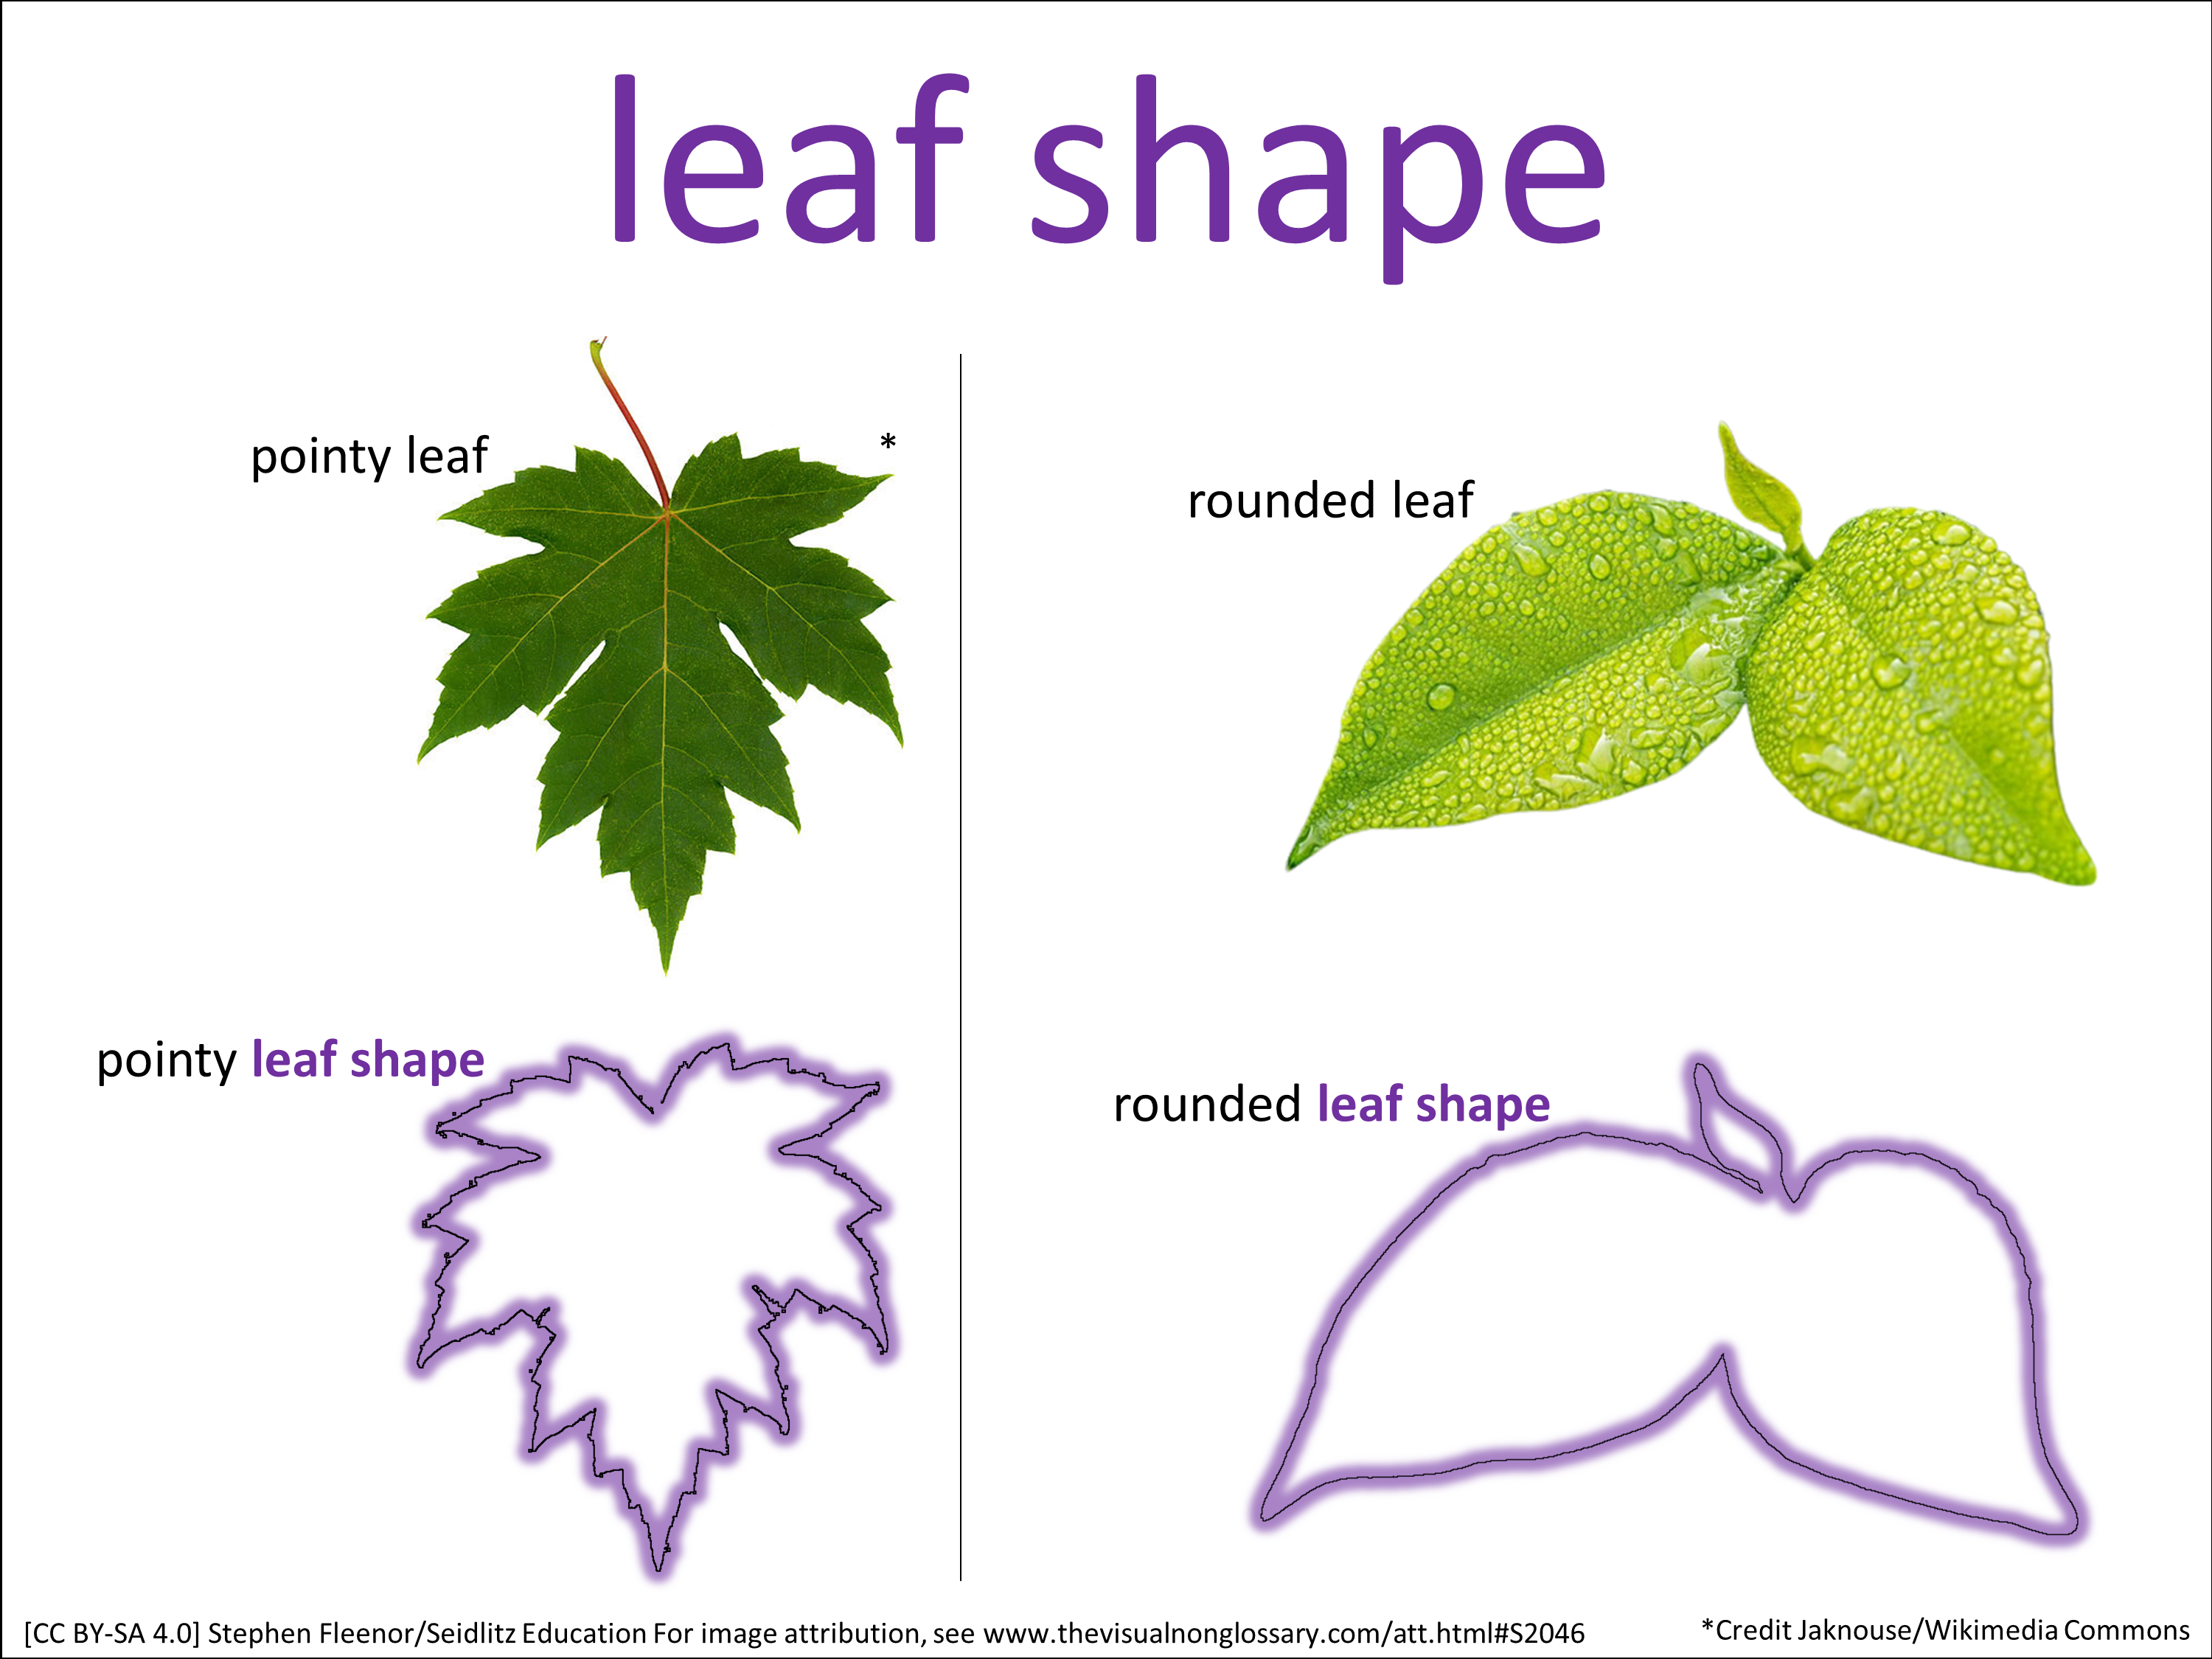 leaf shape
pointy leaf
*
rounded leaf
pointy leaf shape
rounded leaf shape
[CC BY-SA 4.0] Stephen Fleenor/Seidlitz Education For image attribution, see www.thevisualnonglossary.com/att.html#S2046
*Credit Jaknouse/Wikimedia Commons